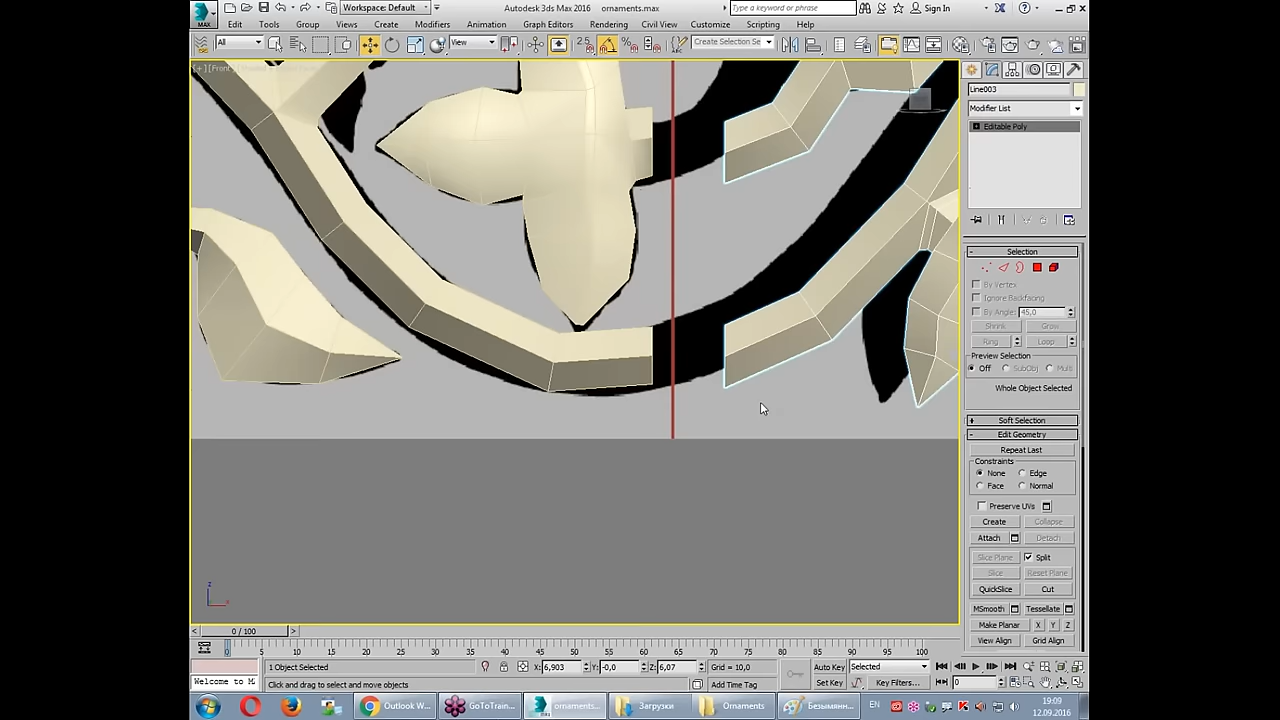 Workspace: Default
Autodesk 3ds Max 2016
ornaments.max
Type a keyword or phrase
Sign In
MAX
Edit
Tools
Group
Views
Create
Modifiers
Animation
Graph Editors
Rendering
Civil View
Customize
Scripting
Help
All
View
2.5
Create Selection Se
Line003
Modifier List
Editable Poly
Selection
By Vertex
Ignore Backfacing
By Angle: 45,0
Shrink
Grow
Ring
Loop
Preview Selection
Off
SubObj
Multi
Whole Object Selected
Soft Selection
Edit Geometry
Repeat Last
Constraints
None
Edge
Face
Normal
Preserve UVs
Create
Collapse
Attach
Detach
Slice Plane
Split
Slice
Reset Plane
QuickSlice
Cut
MSmooth
Tessellate
Make Planar
X
Y
Z
View Align
Grid Align
0 / 100
0 5 10 15 20 25 30 35 40 45 50 55 60 65 70 75 80 85 90 95 100
1 Object Selected
X: 6,903
Y: -0,0
Z: 6,07
Grid = 10,0
Auto Key
Selected
Welcome to M
Click and drag to select and move objects
Add Time Tag
Set Key
Key Filters...
0
Outlook W...
GoToTrain...
ornaments....
Загрузки
Ornaments
Безымянн...
EN
19:09
12.09.2016